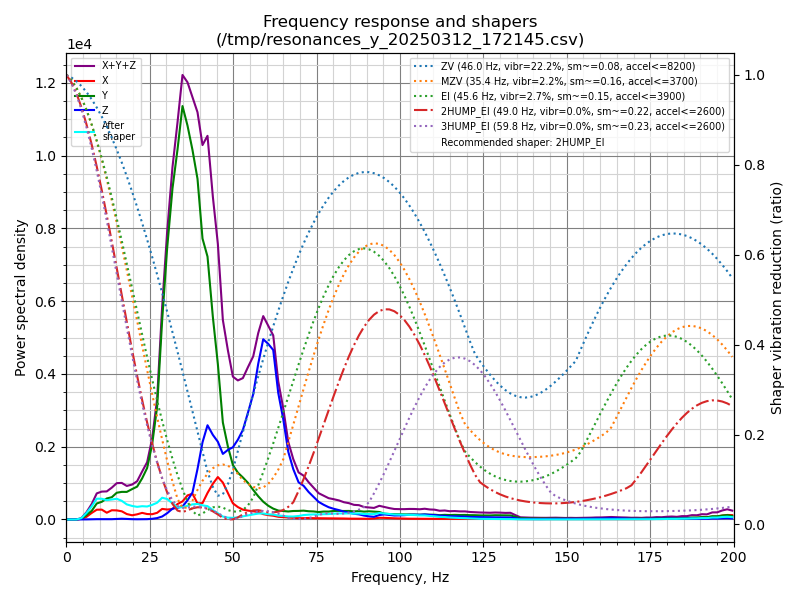 Frequency response and shapers
(/tmp/resonances_y_20250312_172145.csv)
1e4
X+Y+Z
X
Y
Z
After
shaper
ZV (46.0 Hz, vibr=22.2%, sm~=0.08, accel<=8200)
MZV (35.4 Hz, vibr=2.2%, sm~=0.16, accel<=3700)
EI (45.6 Hz, vibr=2.7%, sm~=0.15, accel<=3900)
2HUMP_EI (49.0 Hz, vibr=0.0%, sm~=0.22, accel<=2600)
3HUMP_EI (59.8 Hz, vibr=0.0%, sm~=0.23, accel<=2600)
Recommended shaper: 2HUMP_EI
Power spectral density
1.2
1.0
0.8
0.6
0.4
0.2
0.0
1.0
0.8
0.6
0.4
0.2
0.0
Shaper vibration reduction (ratio)
0 25 50 75 100 125 150 175 200
Frequency, Hz